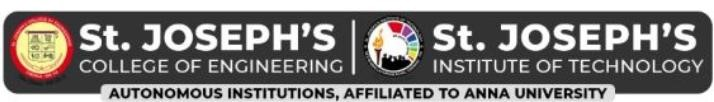 St. JOSEPH'S
COLLEGE OF ENGINEERING
St. JOSEPH'S
INSTITUTE OF TECHNOLOGY
AUTONOMOUS INSTITUTIONS, AFFILIATED TO ANNA UNIVERSITY